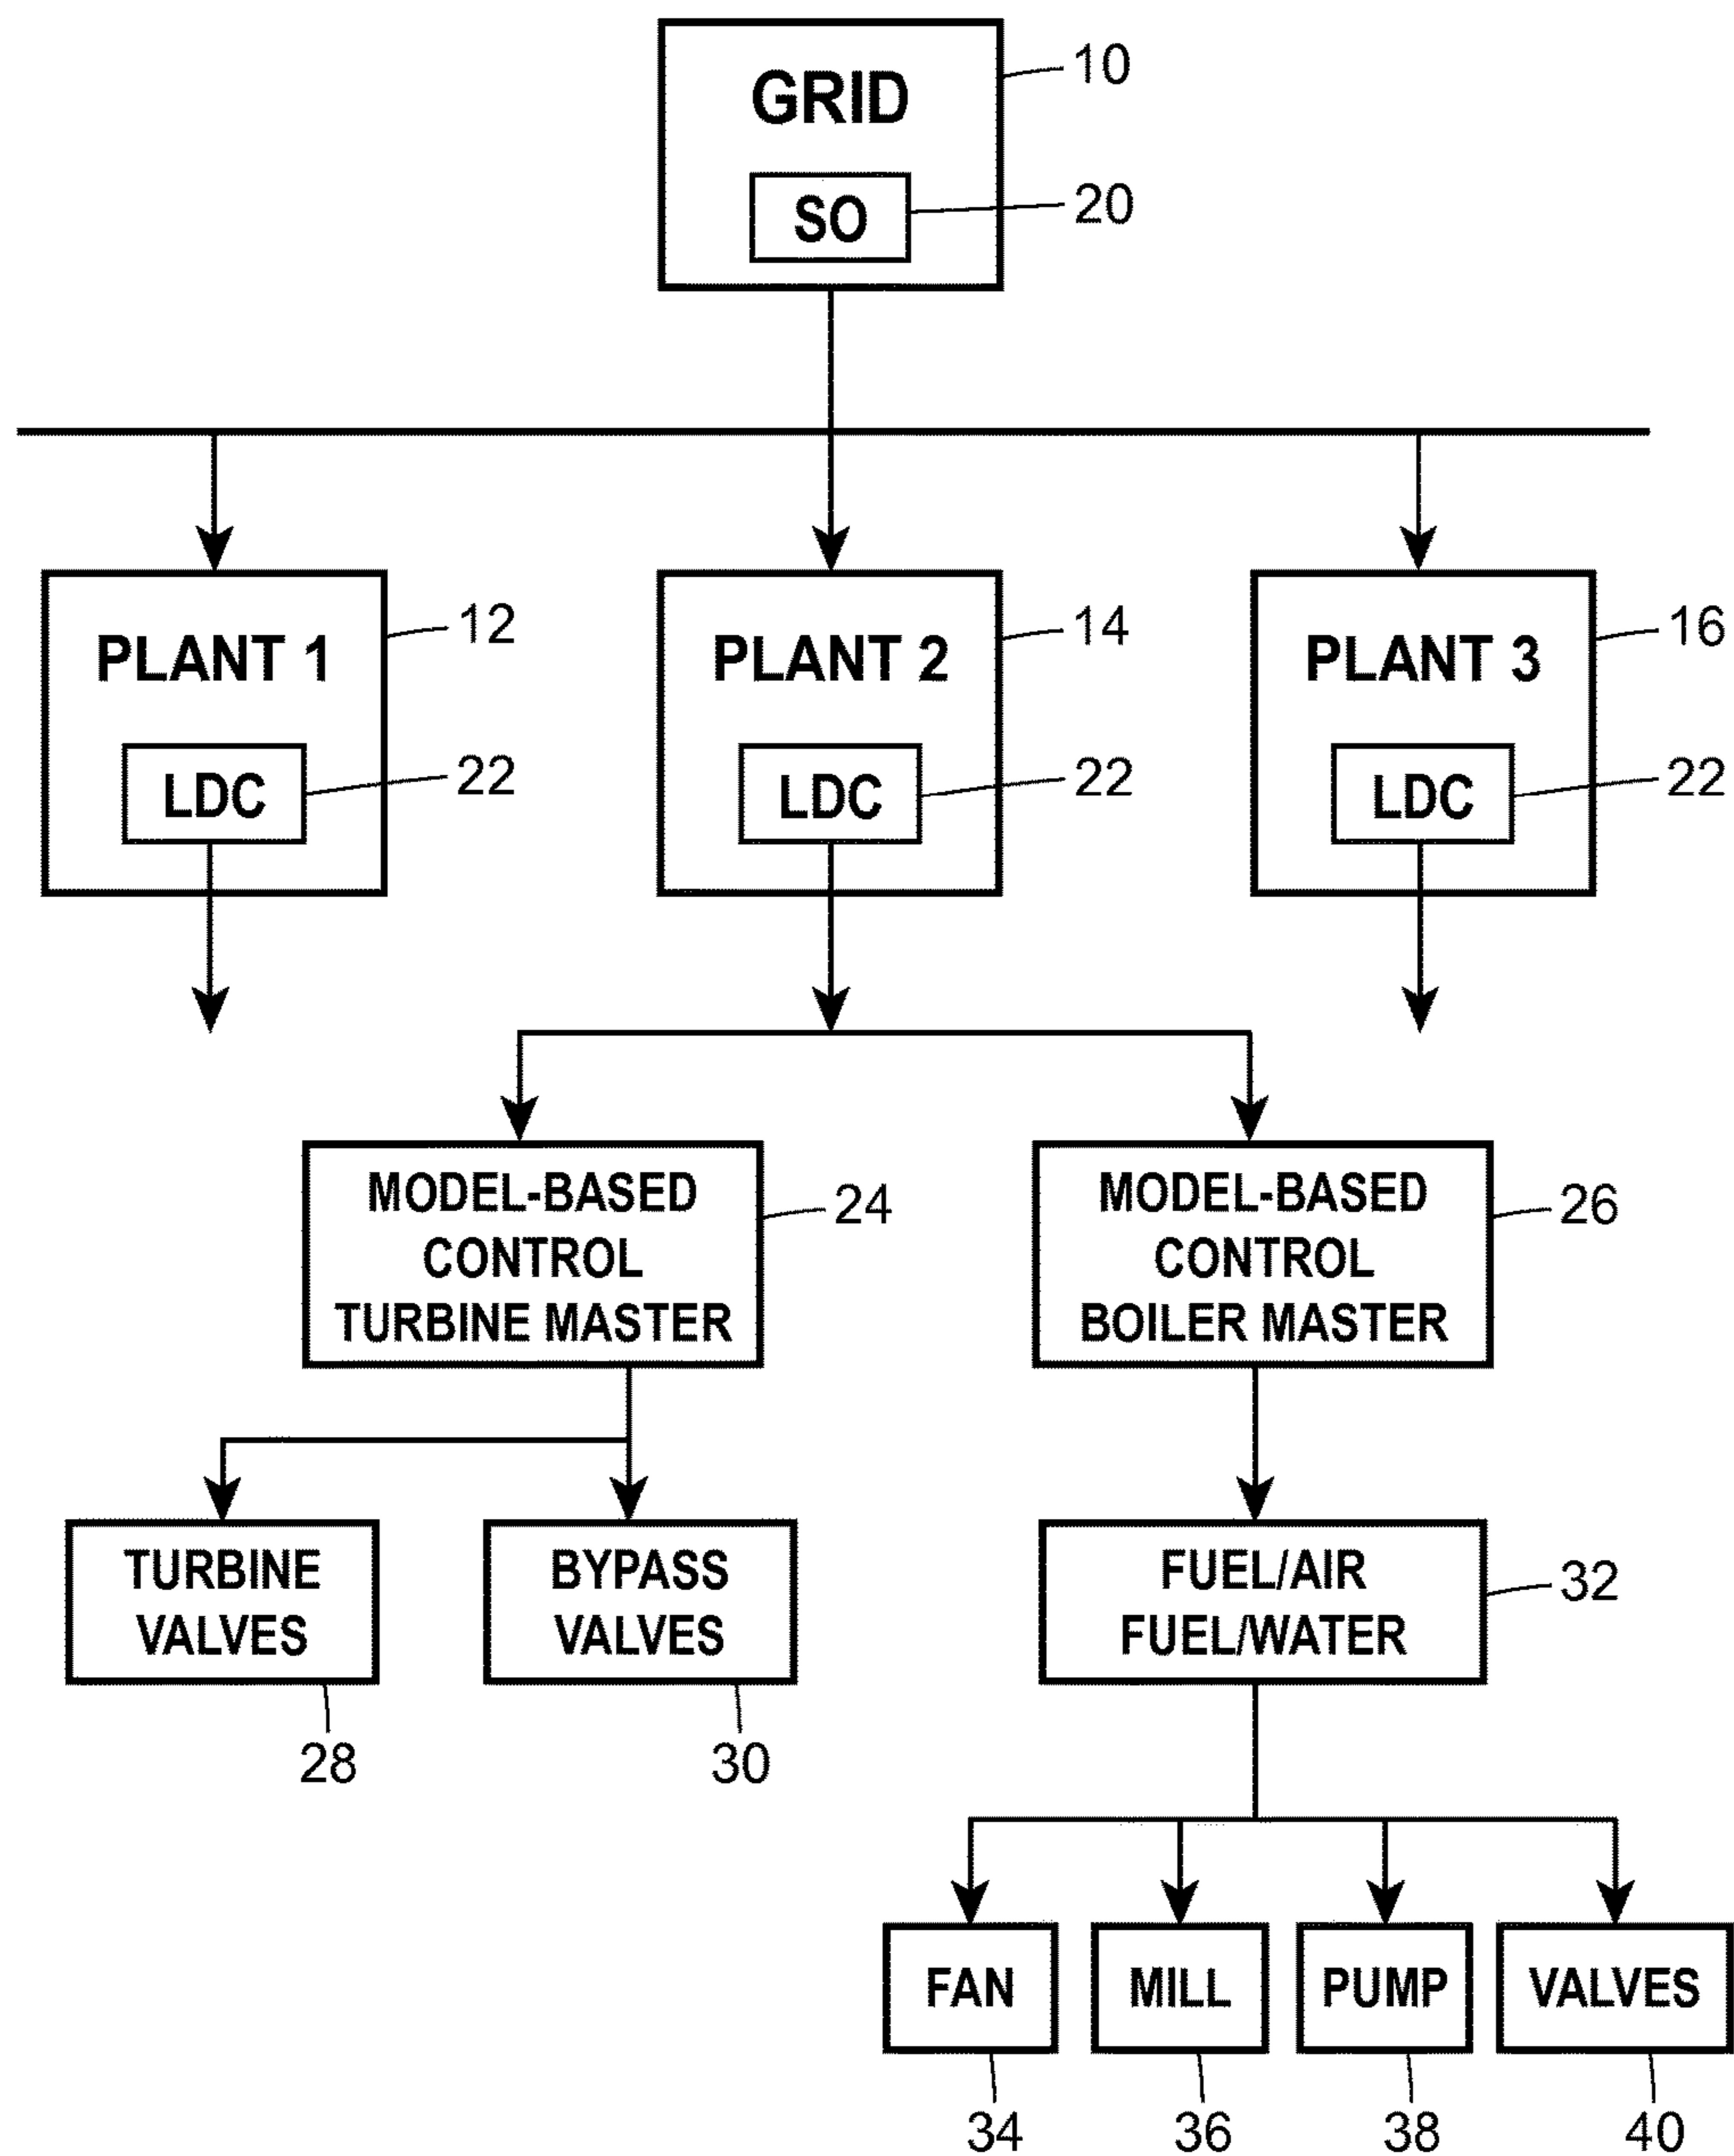 GRID
10
SO
20
PLANT 1
12
PLANT 2
14
PLANT 3
16
LDC
22
LDC
22
LDC
22
MODEL-BASED
CONTROL
TURBINE MASTER
24
MODEL-BASED
CONTROL
BOILER MASTER
26
TURBINE
VALVES
28
BYPASS
VALVES
30
FUEL/AIR
FUEL/WATER
32
FAN
MILL
PUMP
VALVES
34
36
38
40